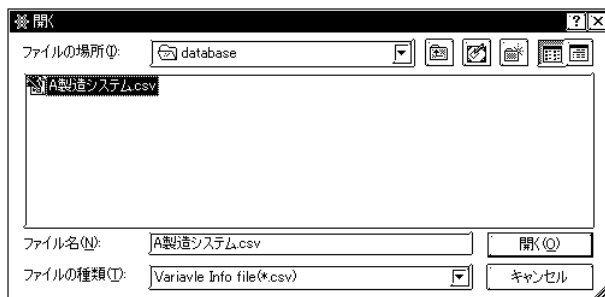 開く
ファイルの場所(I): database
A製造システム.csv
ファイル名(N): A製造システム.csv 開く(O)
ファイルの種類(T): Variavle Info file(*.csv) キャンセル